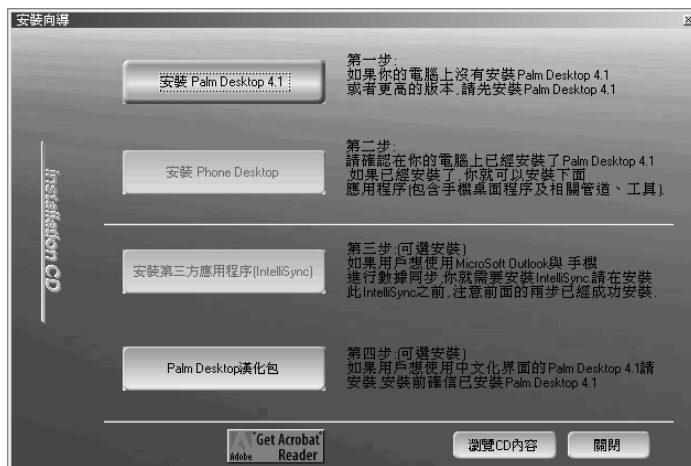 安裝向導
安裝 Palm Desktop 4.1
第一步:
如果你的電腦上沒有安裝Palm Desktop 4.1
或者更高的版本,請先安裝Palm Desktop 4.1
安裝 Phone Desktop
第二步:
請確認在你的電腦上已經安裝了Palm Desktop 4.1
,如果已經安裝了,你就可以安裝下面
應用程序(包含手機桌面程序及相關管道、工具).
installation CD
安裝第三方應用程序(IntelliSync)
第三步:(可選安裝)
如果用戶想使用MicroSoft Outlook與 手機
進行數據同步,你就需要安裝IntelliSync.請在安裝
此IntelliSync之前,注意前面的兩步已經成功安裝.
Palm Desktop漢化包
第四步:(可選安裝)
如果用戶想使用中文化界面的Palm Desktop 4.1請
安裝.安裝前確信已安裝Palm Desktop 4.1
Adobe
Get Acrobat
Reader
瀏覽CD內容
關閉